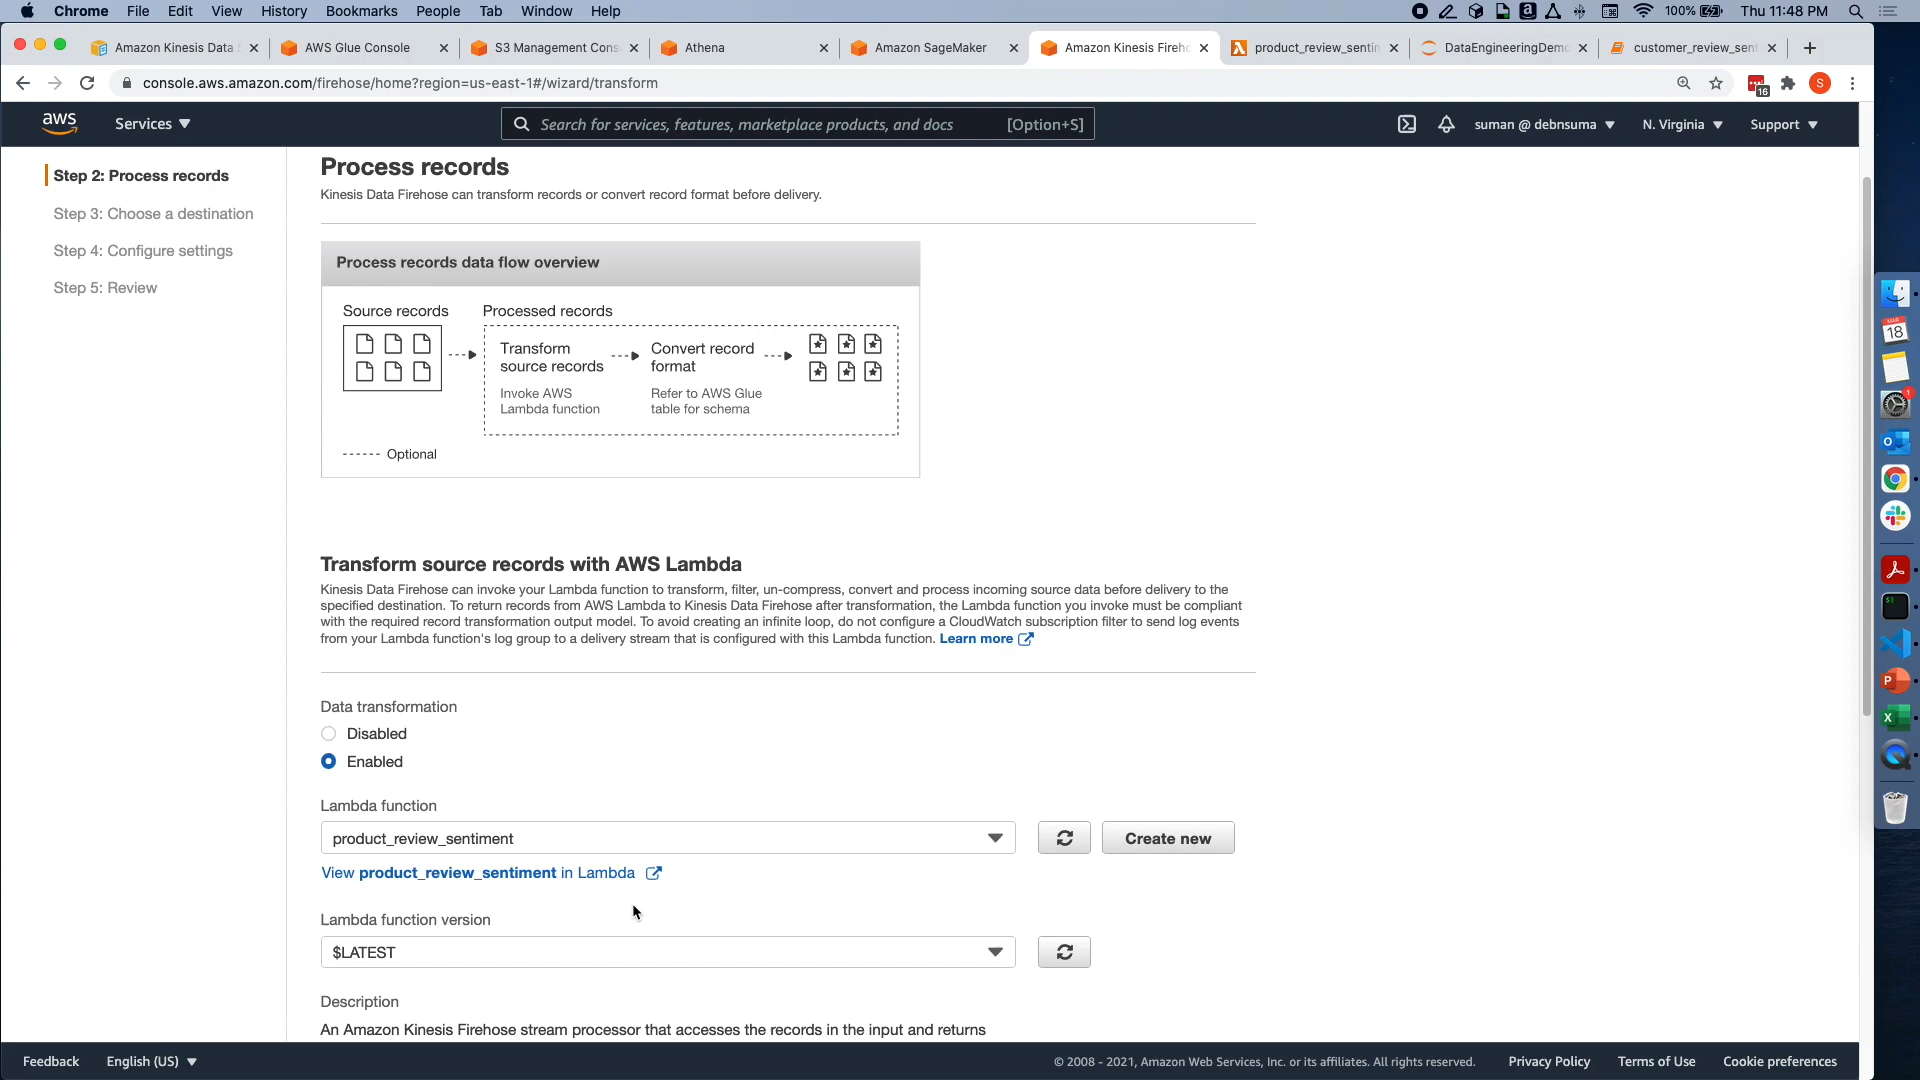 Chrome File Edit View History Bookmarks People Tab Window Help 100% Thu 11:48 PM
Amazon Kinesis Data AWS Glue Console S3 Management Cons Athena Amazon SageMaker Amazon Kinesis Fireho product_review_sentin DataEngineeringDemo customer_review_sent
console.aws.amazon.com/firehose/home?region=us-east-1#/wizard/transform 16 S
aws Services Search for services, features, marketplace products, and docs [Option+S] suman @ debnsuma N. Virginia Support
Step 2: Process records
Step 3: Choose a destination
Step 4: Configure settings
Step 5: Review
Process records
Kinesis Data Firehose can transform records or convert record format before delivery.
Process records data flow overview
Source records Processed records
Transform source records
Invoke AWS Lambda function
Convert record format
Refer to AWS Glue table for schema
Optional
Transform source records with AWS Lambda
Kinesis Data Firehose can invoke your Lambda function to transform, filter, un-compress, convert and process incoming source data before delivery to the
specified destination. To return records from AWS Lambda to Kinesis Data Firehose after transformation, the Lambda function you invoke must be compliant
with the required record transformation output model. To avoid creating an infinite loop, do not configure a CloudWatch subscription filter to send log events
from your Lambda function's log group to a delivery stream that is configured with this Lambda function. Learn more
Data transformation
Disabled
Enabled
Lambda function
product_review_sentiment Create new
View product_review_sentiment in Lambda
Lambda function version
$LATEST
Description
An Amazon Kinesis Firehose stream processor that accesses the records in the input and returns
Feedback English (US) © 2008 - 2021, Amazon Web Services, Inc. or its affiliates. All rights reserved. Privacy Policy Terms of Use Cookie preferences
MAR
18
1